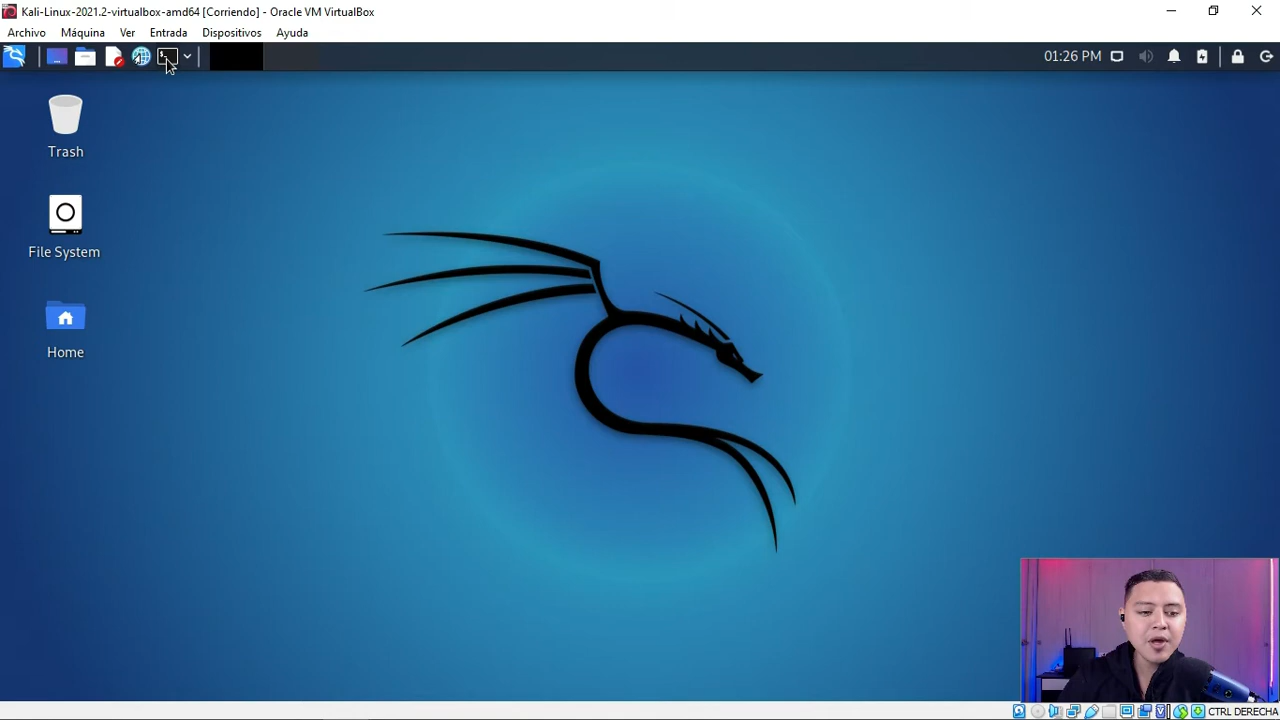 Kali-Linux-2021.2-virtualbox-amd64 [Corriendo] - Oracle VM VirtualBox
Archivo Máquina Ver Entrada Dispositivos Ayuda
01:26 PM
Trash
File System
Home
CTRL DERECHA